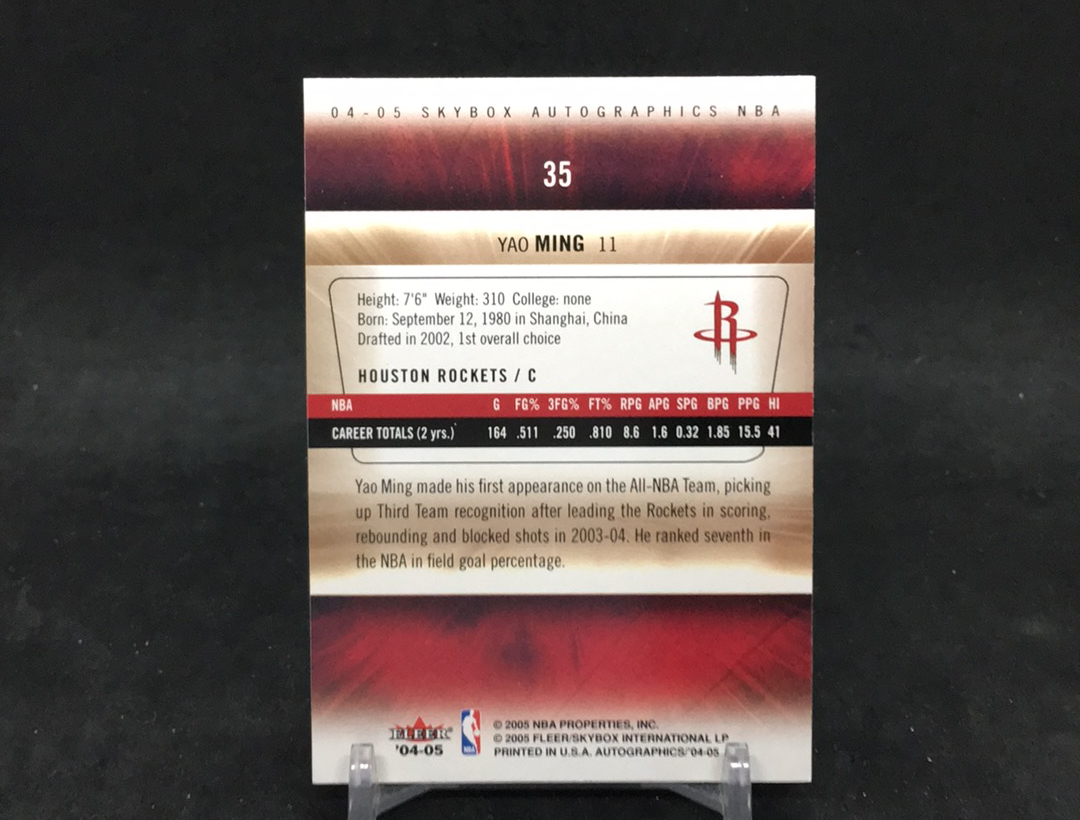 04-05 SKYBOX AUTOGRAPHICS NBA
35
YAO MING 11
Height: 7'6" Weight: 310 College: none
Born: September 12, 1980 in Shanghai, China
Drafted in 2002, 1st overall choice
R
HOUSTON ROCKETS / C
NBA G FG% 3FG% FT% RPG APG SPG BPG PPG HI
CAREER TOTALS (2 yrs.) 164 .511 .250 .810 8.6 1.6 0.32 1.85 15.5 41
Yao Ming made his first appearance on the All-NBA Team, picking
up Third Team recognition after leading the Rockets in scoring,
rebounding and blocked shots in 2003-04. He ranked seventh in
the NBA in field goal percentage.
FLEER
'04-05
NBA
© 2005 NBA PROPERTIES, INC.
© 2005 FLEER/SKYBOX INTERNATIONAL LP
PRINTED IN U.S.A. AUTOGRAPHICS/'04-05